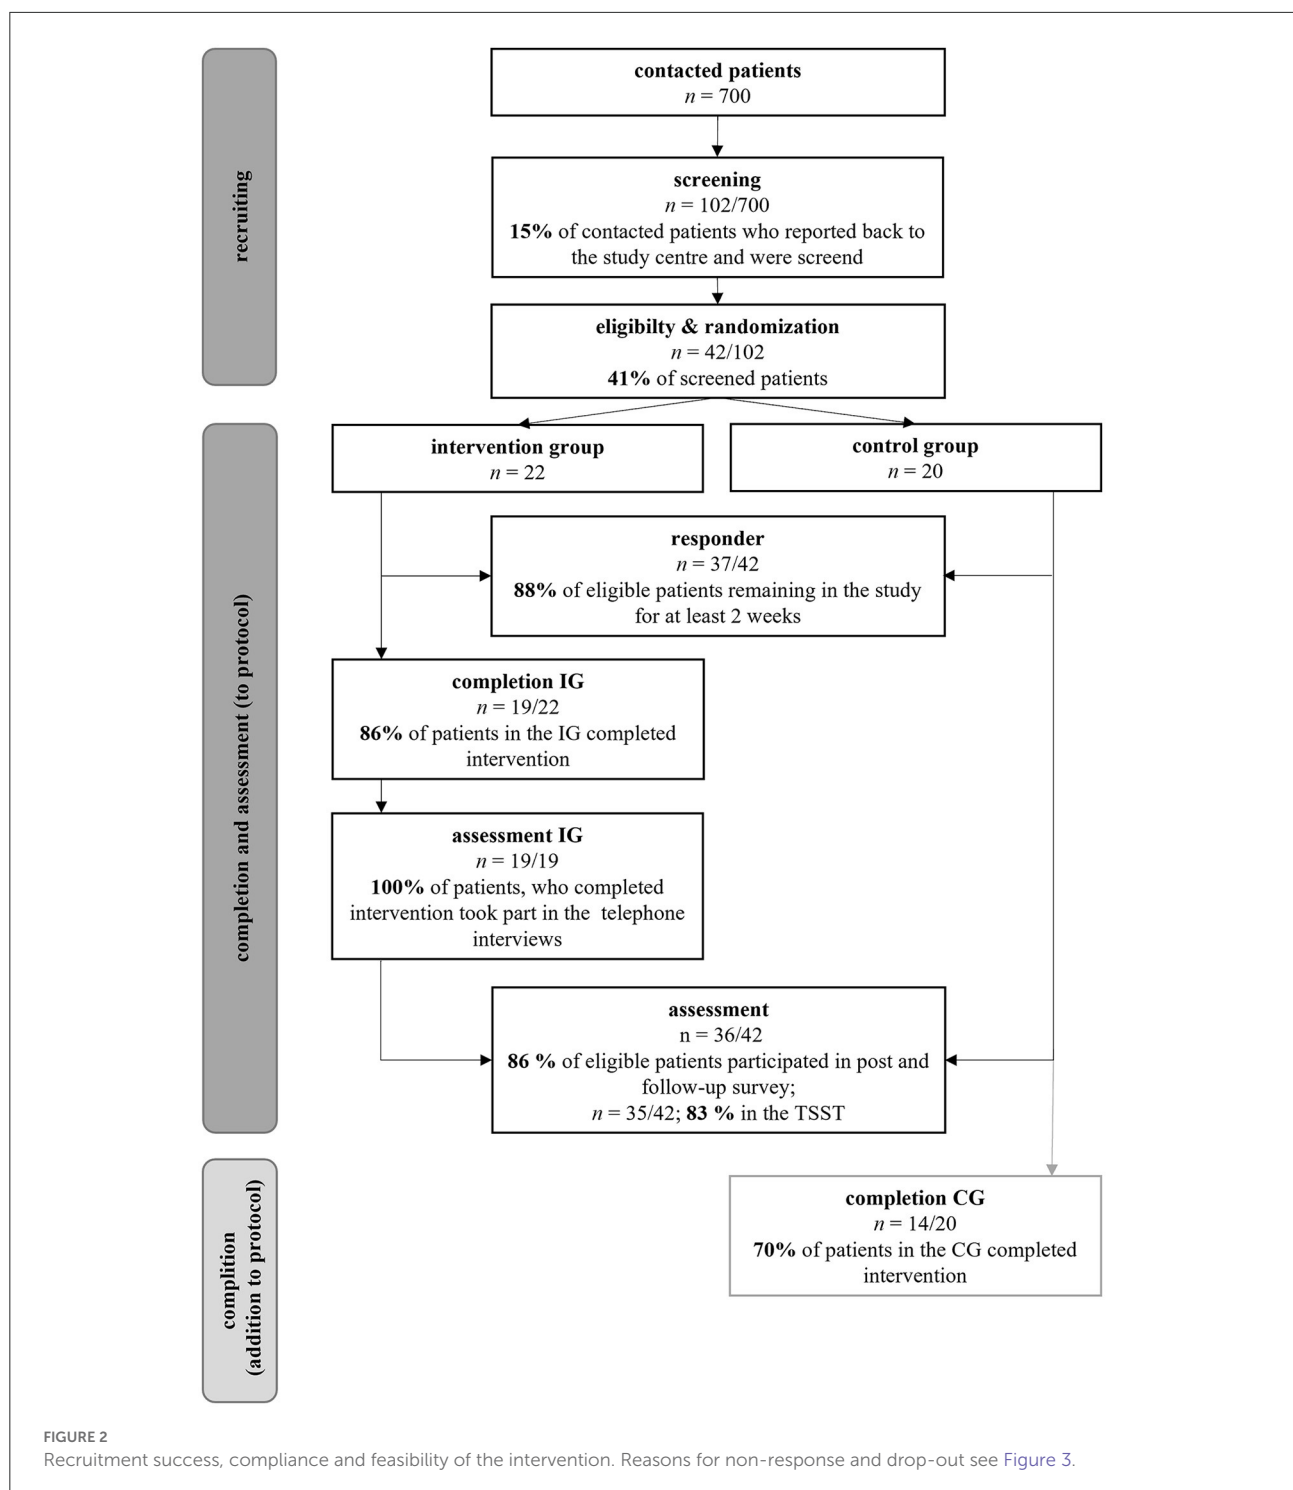 recruiting
contacted patients
n = 700
screening
n = 102/700
15% of contacted patients who reported back to
the study centre and were screend
eligibilty & randomization
n = 42/102
41% of screened patients
completion and assessment (to protocol)
intervention group
n = 22
control group
n = 20
responder
n = 37/42
88% of eligible patients remaining in the study
for at least 2 weeks
completion IG
n = 19/22
86% of patients in the IG completed
intervention
assessment IG
n = 19/19
100% of patients, who completed
intervention took part in the telephone
interviews
assessment
n = 36/42
86 % of eligible patients participated in post and
follow-up survey;
n = 35/42; 83 % in the TSST
complition
(addition to protocol)
completion CG
n = 14/20
70% of patients in the CG completed
intervention
FIGURE 2
Recruitment success, compliance and feasibility of the intervention. Reasons for non-response and drop-out see Figure 3.